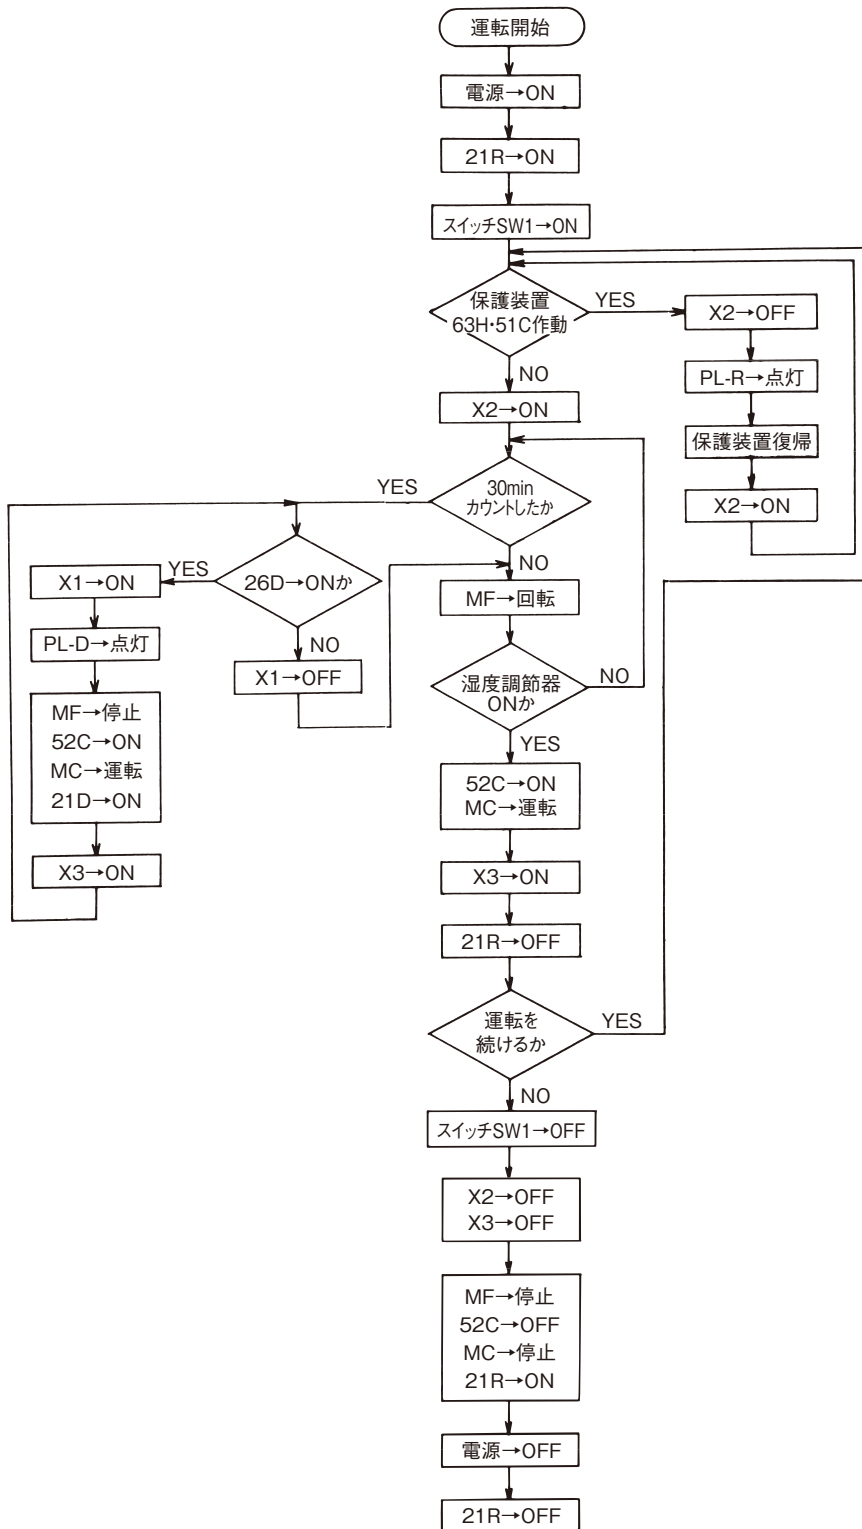 運転開始
電源→ON
21R→ON
スイッチSW1→ON
保護装置
63H・51C作動
YES
X2→OFF
PL-R→点灯
保護装置復帰
X2→ON
NO
X2→ON
30min
カウントしたか
YES
26D→ONか
YES
X1→ON
PL-D→点灯
MF→停止
52C→ON
MC→運転
21D→ON
X3→ON
NO
X1→OFF
NO
MF→回転
湿度調節器
ONか
NO
YES
52C→ON
MC→運転
X3→ON
21R→OFF
運転を
続けるか
YES
NO
スイッチSW1→OFF
X2→OFF
X3→OFF
MF→停止
52C→OFF
MC→停止
21R→ON
電源→OFF
21R→OFF